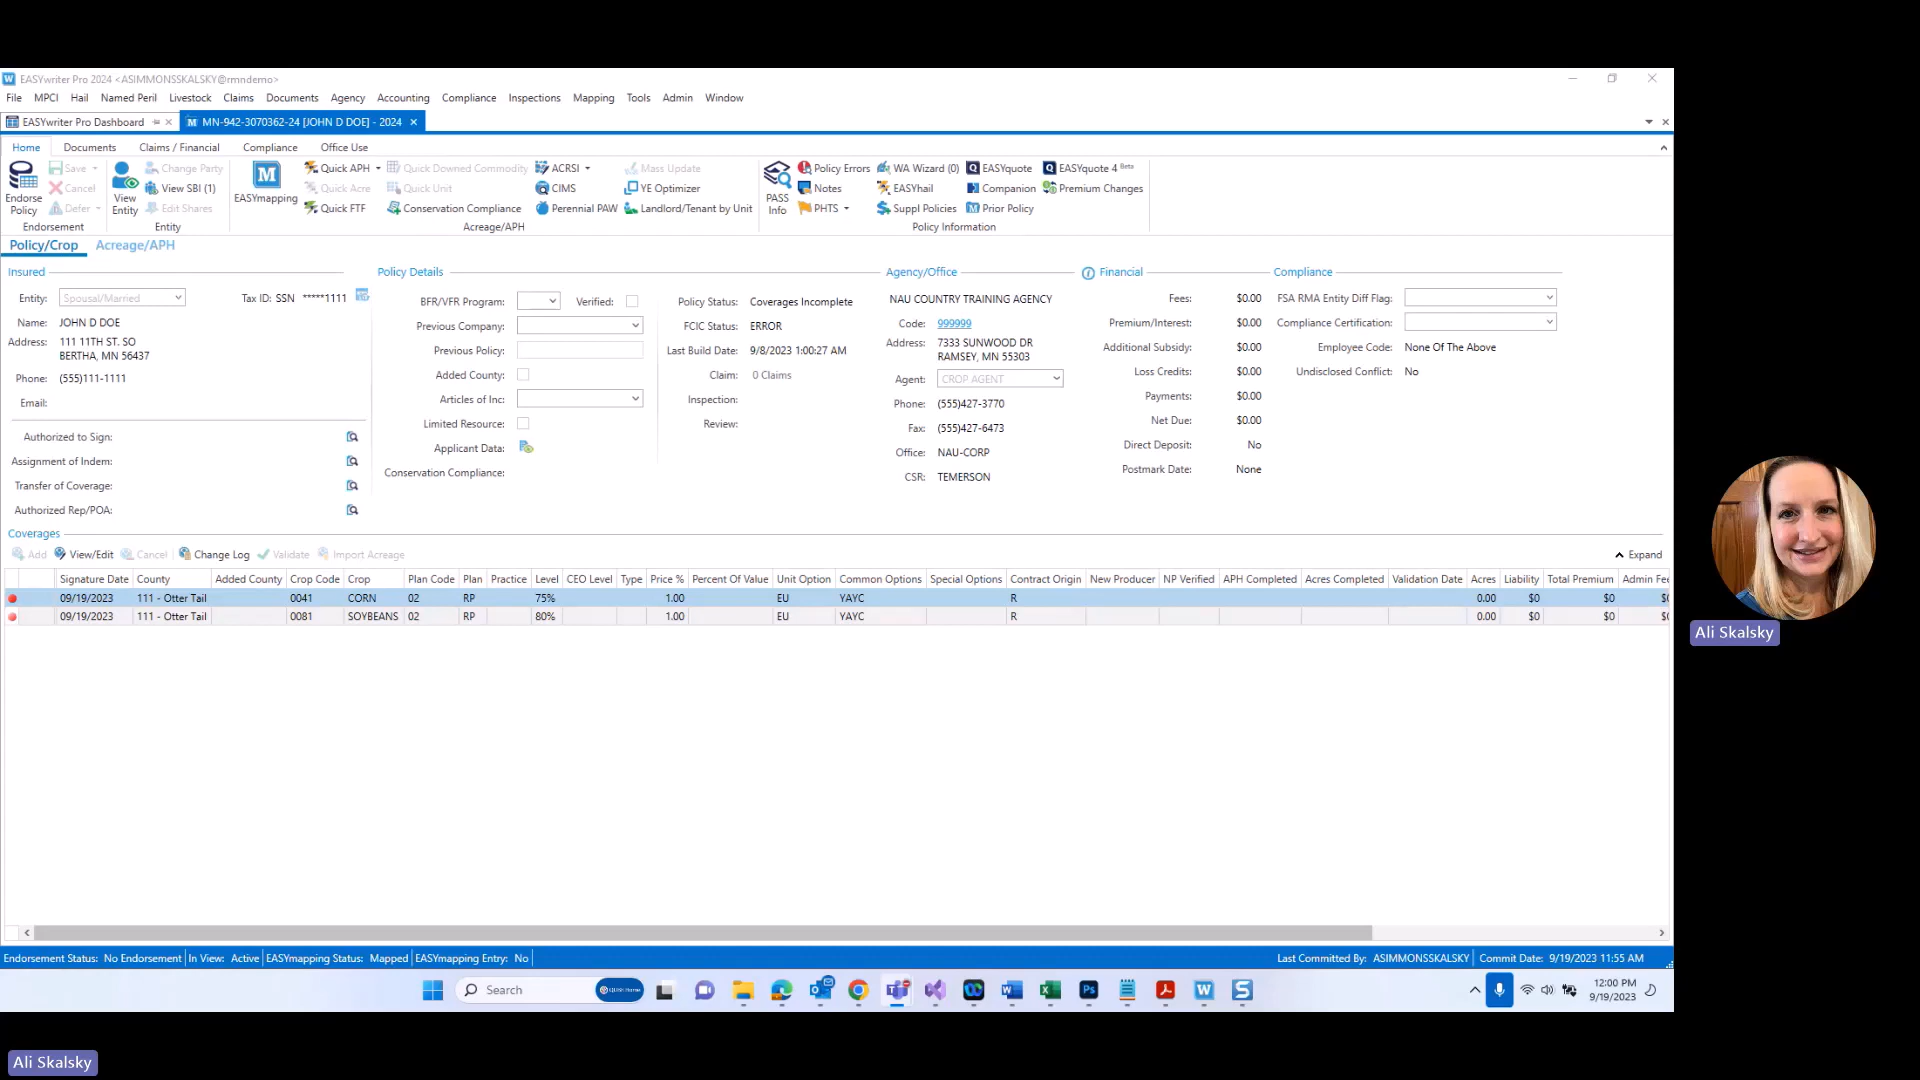 EASYwriter Pro 2024 <ASIMMONSSKALSKY@rmndemo>
File MPCI Hail Named Peril Livestock Claims Documents Agency Accounting Compliance Inspections Mapping Tools Admin Window
EASYwriter Pro Dashboard MN-942-3070362-24 [JOHN D DOE] - 2024
Home Documents Claims / Financial Compliance Office Use
Save Change Party Quick APH Quick Downed Commodity ACRSI Mass Update Policy Errors WA Wizard (0) EASYquote EASYquote 4 Beta
Cancel View SBI (1) Quick Acre Quick Unit CIMS YE Optimizer Notes EASYhail Companion Premium Changes
Endorse Policy Defer View Entity Edit Shares EASYmapping Quick FTF Conservation Compliance Perennial PAW Landlord/Tenant by Unit PASS Info PHTS Suppl Policies Prior Policy
Endorsement Entity Acreage/APH Policy Information
Policy/Crop Acreage/APH
Insured
Entity: Spousal/Married Tax ID: SSN *****1111
Name: JOHN D DOE
Address: 111 11TH ST. SO
BERTHA, MN 56437
Phone: (555)111-1111
Email:
Authorized to Sign:
Assignment of Indem:
Transfer of Coverage:
Authorized Rep/POA:
Policy Details
BFR/VFR Program: Verified:
Previous Company:
Previous Policy:
Added County:
Articles of Inc:
Limited Resource:
Applicant Data:
Conservation Compliance:
Policy Status: Coverages Incomplete
FCIC Status: ERROR
Last Build Date: 9/8/2023 1:00:27 AM
Claim: 0 Claims
Inspection:
Review:
Agency/Office
NAU COUNTRY TRAINING AGENCY
Code: 999999
Address: 7333 SUNWOOD DR
RAMSEY, MN 55303
Agent: CROP AGENT
Phone: (555)427-3770
Fax: (555)427-6473
Office: NAU-CORP
CSR: TEMERSON
Financial
Fees: $0.00
Premium/Interest: $0.00
Additional Subsidy: $0.00
Loss Credits: $0.00
Payments: $0.00
Net Due: $0.00
Direct Deposit: No
Postmark Date: None
Compliance
FSA RMA Entity Diff Flag:
Compliance Certification:
Employee Code: None Of The Above
Undisclosed Conflict: No
Coverages
Add View/Edit Cancel Change Log Validate Import Acreage Expand
Signature Date County Added County Crop Code Crop Plan Code Plan Practice Level CEO Level Type Price % Percent Of Value Unit Option Common Options Special Options Contract Origin New Producer NP Verified APH Completed Acres Completed Validation Date Acres Liability Total Premium Admin Fee
09/19/2023 111 - Otter Tail 0041 CORN 02 RP 75% 1.00 EU YAYC R 0.00 $0 $0 $0
09/19/2023 111 - Otter Tail 0081 SOYBEANS 02 RP 80% 1.00 EU YAYC R 0.00 $0 $0 $0
Endorsement Status: No Endorsement In View: Active EASYmapping Status: Mapped EASYmapping Entry: No Last Committed By: ASIMMONSSKALSKY Commit Date: 9/19/2023 11:55 AM
Search
12:00 PM
9/19/2023
Ali Skalsky
Ali Skalsky